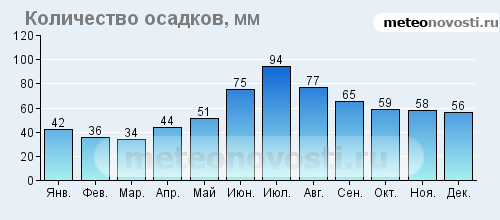 Количество осадков, мм
meteonovosti.ru
120
100
80
60
40
20
0
42 36 34 44 51 75 94 77 65 59 58 56
meteonovosti.ru
Янв. Фев. Мар. Апр. Май Июн. Июл. Авг. Сен. Окт. Ноя. Дек.